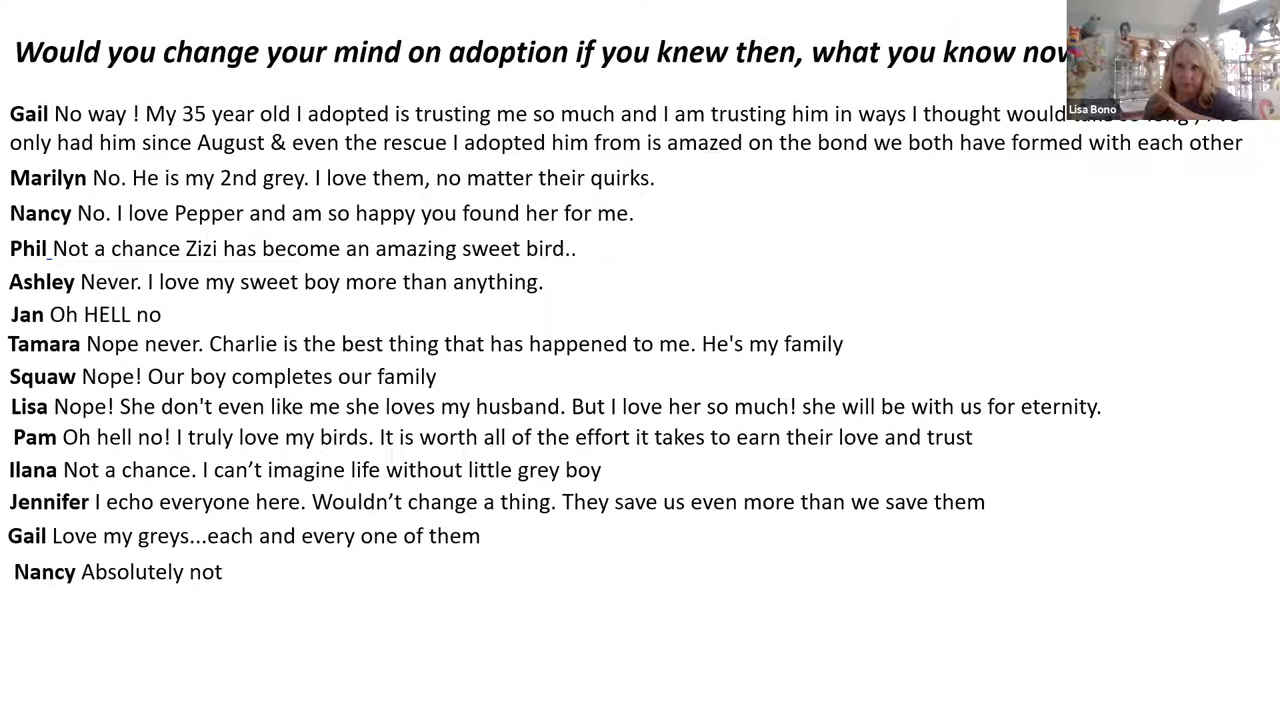 Would you change your mind on adoption if you knew then, what you know now
Lisa Bono
Gail No way ! My 35 year old I adopted is trusting me so much and I am trusting him in ways I thought would
only had him since August & even the rescue I adopted him from is amazed on the bond we both have formed with each other
Marilyn No. He is my 2nd grey. I love them, no matter their quirks.
Nancy No. I love Pepper and am so happy you found her for me.
Phil Not a chance Zizi has become an amazing sweet bird..
Ashley Never. I love my sweet boy more than anything.
Jan Oh HELL no
Tamara Nope never. Charlie is the best thing that has happened to me. He's my family
Squaw Nope! Our boy completes our family
Lisa Nope! She don't even like me she loves my husband. But I love her so much! she will be with us for eternity.
Pam Oh hell no! I truly love my birds. It is worth all of the effort it takes to earn their love and trust
Ilana Not a chance. I can’t imagine life without little grey boy
Jennifer I echo everyone here. Wouldn’t change a thing. They save us even more than we save them
Gail Love my greys...each and every one of them
Nancy Absolutely not